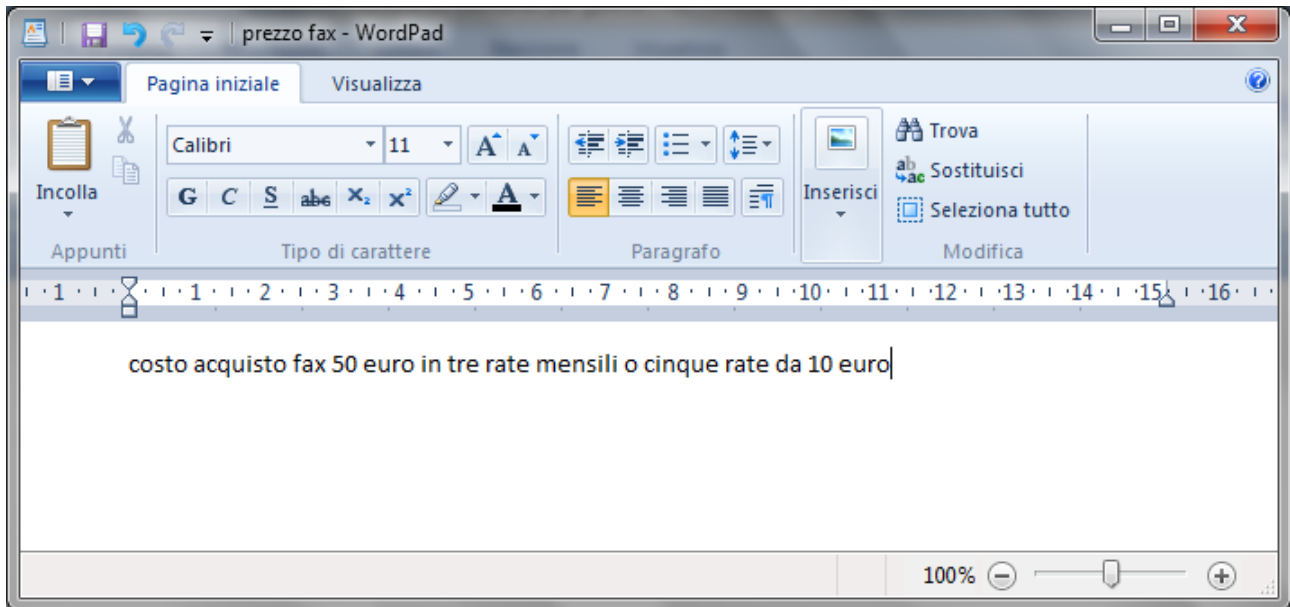 prezzo fax - WordPad
Pagina iniziale Visualizza
Incolla
Appunti
Calibri 11 A A
G C S abc X₂ X² A
Tipo di carattere
Paragrafo
Inserisci
Trova
Sostituisci
Seleziona tutto
Modifica
1 1 2 3 4 5 6 7 8 9 10 11 12 13 14 15 16
costo acquisto fax 50 euro in tre rate mensili o cinque rate da 10 euro
100%